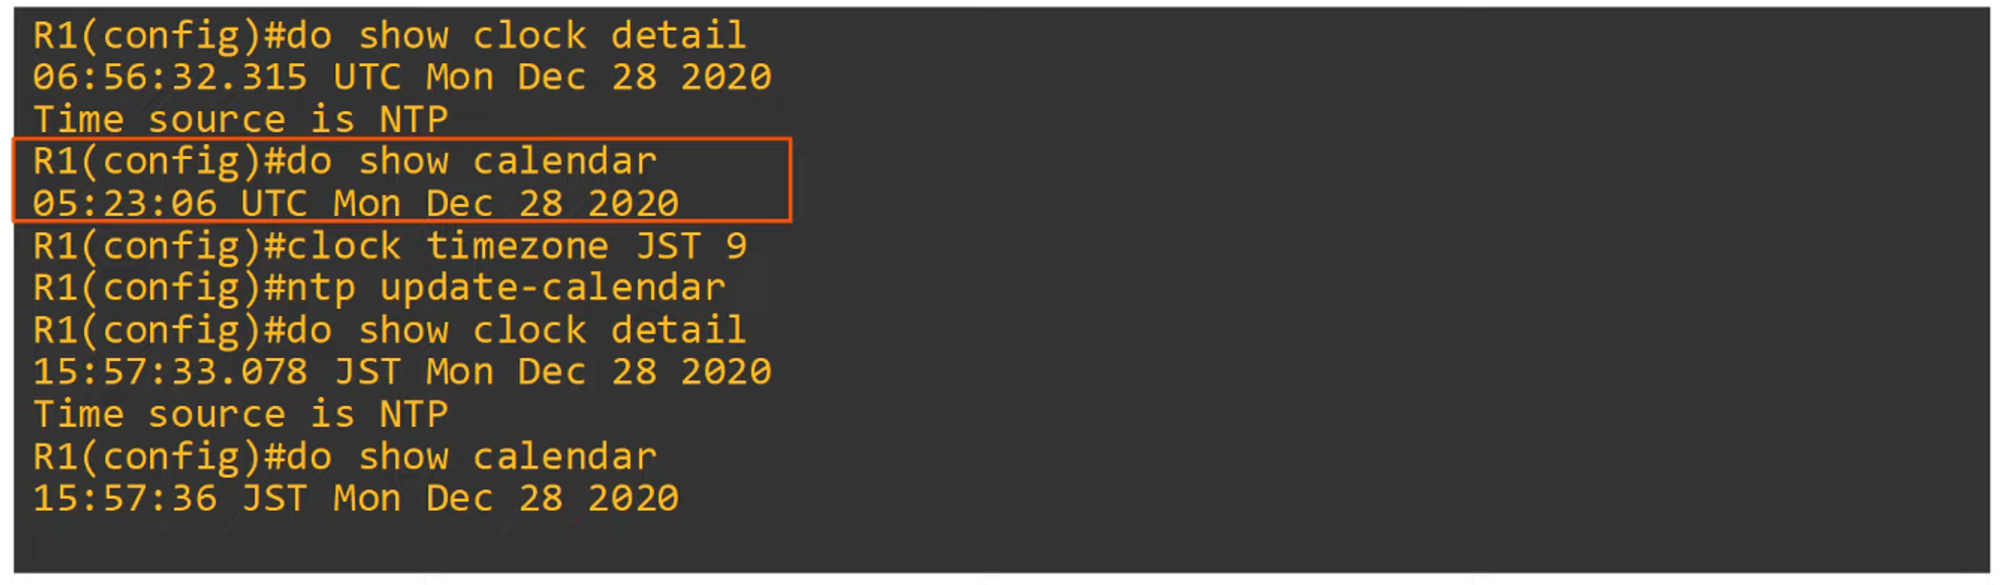 R1(config)#do show clock detail
06:56:32.315 UTC Mon Dec 28 2020
Time source is NTP
R1(config)#do show calendar
05:23:06 UTC Mon Dec 28 2020
R1(config)#clock timezone JST 9
R1(config)#ntp update-calendar
R1(config)#do show clock detail
15:57:33.078 JST Mon Dec 28 2020
Time source is NTP
R1(config)#do show calendar
15:57:36 JST Mon Dec 28 2020